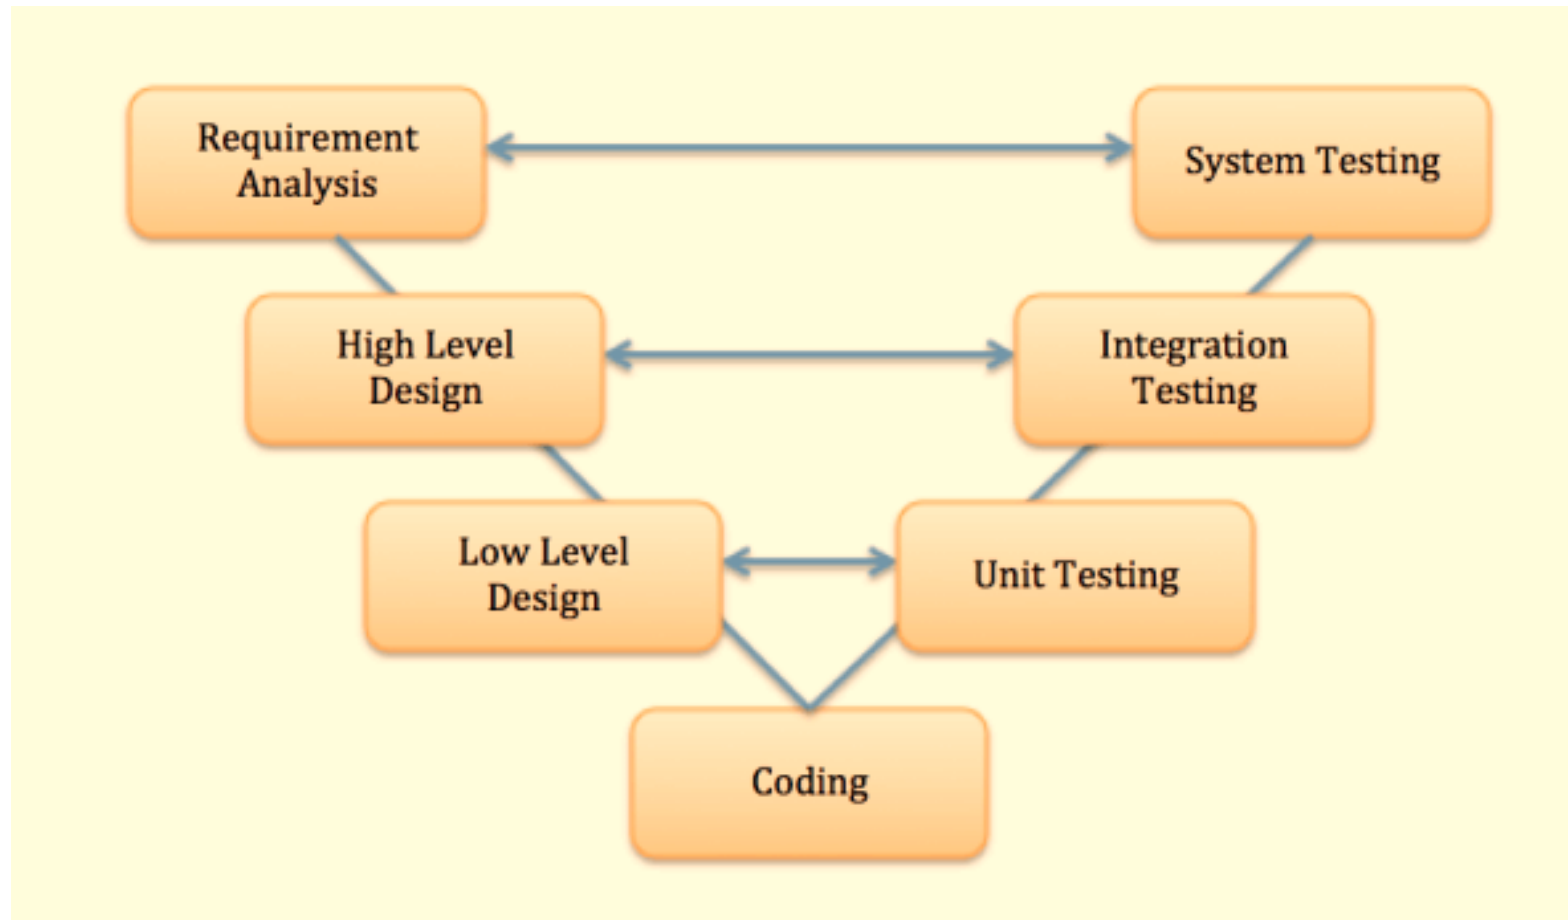 Requirement
Analysis
System Testing
High Level
Design
Integration
Testing
Low Level
Design
Unit Testing
Coding